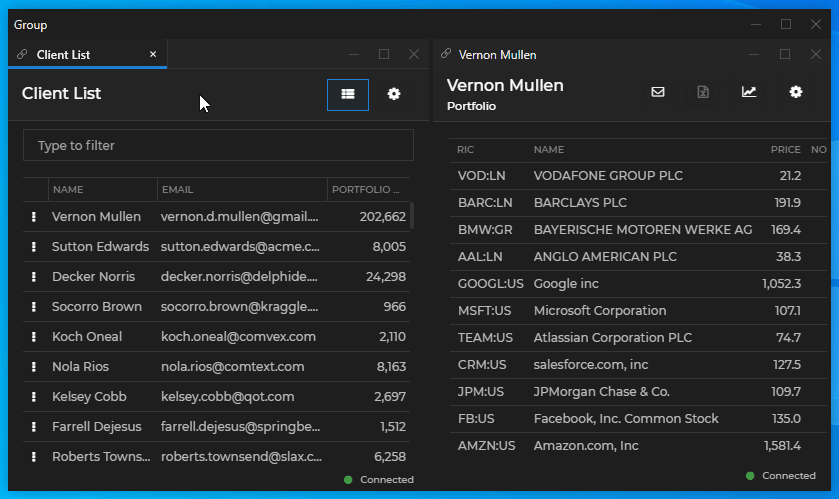 Group
Client List
Client List
Type to filter
NAME EMAIL PORTFOLIO ...
Vernon Mullen vernon.d.mullen@gmail.... 202,662
Sutton Edwards sutton.edwards@acme.c... 8,005
Decker Norris decker.norris@delphide.... 24,298
Socorro Brown socorro.brown@kraggle.... 966
Koch Oneal koch.oneal@comvex.com 2,110
Nola Rios nola.rios@comtext.com 8,163
Kelsey Cobb kelsey.cobb@qot.com 2,697
Farrell Dejesus farrell.dejesus@springbe... 1,512
Roberts Towns... roberts.townsend@slax.c... 6,258
Connected
Vernon Mullen
Vernon Mullen
Portfolio
RIC NAME PRICE NO
VOD:LN VODAFONE GROUP PLC 21.2
BARC:LN BARCLAYS PLC 191.9
BMW:GR BAYERISCHE MOTOREN WERKE AG 169.4
AAL:LN ANGLO AMERICAN PLC 38.3
GOOGL:US Google inc 1,052.3
MSFT:US Microsoft Corporation 107.1
TEAM:US Atlassian Corporation PLC 74.7
CRM:US salesforce.com, inc 127.5
JPM:US JPMorgan Chase & Co. 109.7
FB:US Facebook, Inc. Common Stock 135.0
AMZN:US Amazon.com, Inc 1,581.4
Connected